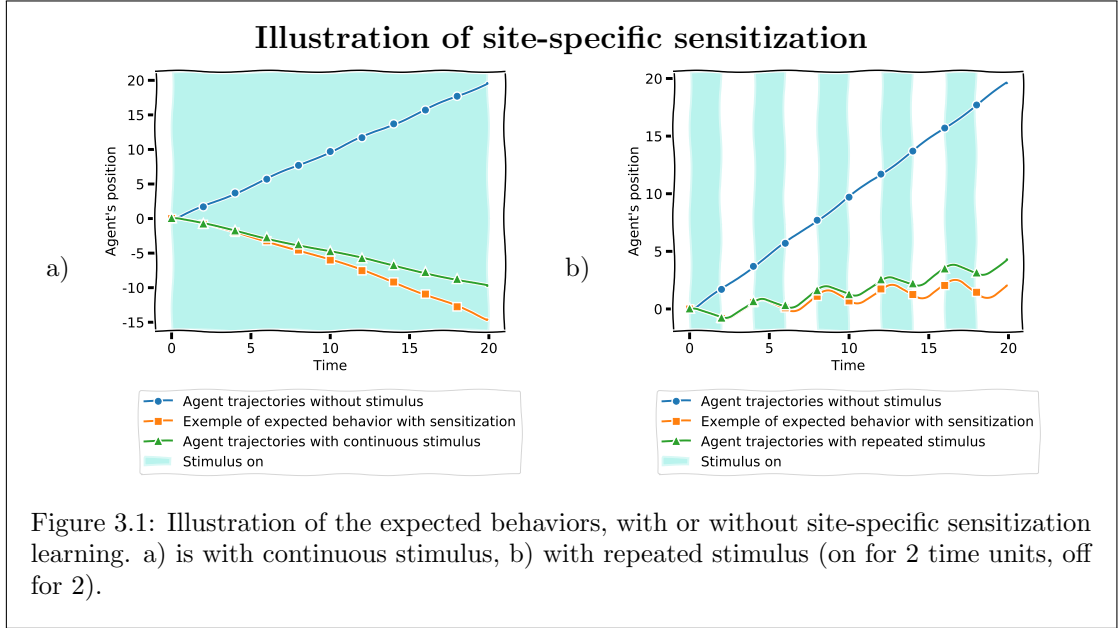 Illustration of site-specific sensitization
a)
Agent's position
20
15
10
5
0
-5
-10
-15
0 5 10 15 20
Time
Agent trajectories without stimulus
Exemple of expected behavior with sensitization
Agent trajectories with continuous stimulus
Stimulus on
b)
Agent's position
20
15
10
5
0
0 5 10 15 20
Time
Agent trajectories without stimulus
Exemple of expected behavior with sensitization
Agent trajectories with repeated stimulus
Stimulus on
Figure 3.1: Illustration of the expected behaviors, with or without site-specific sensitization
learning. a) is with continuous stimulus, b) with repeated stimulus (on for 2 time units, off
for 2).